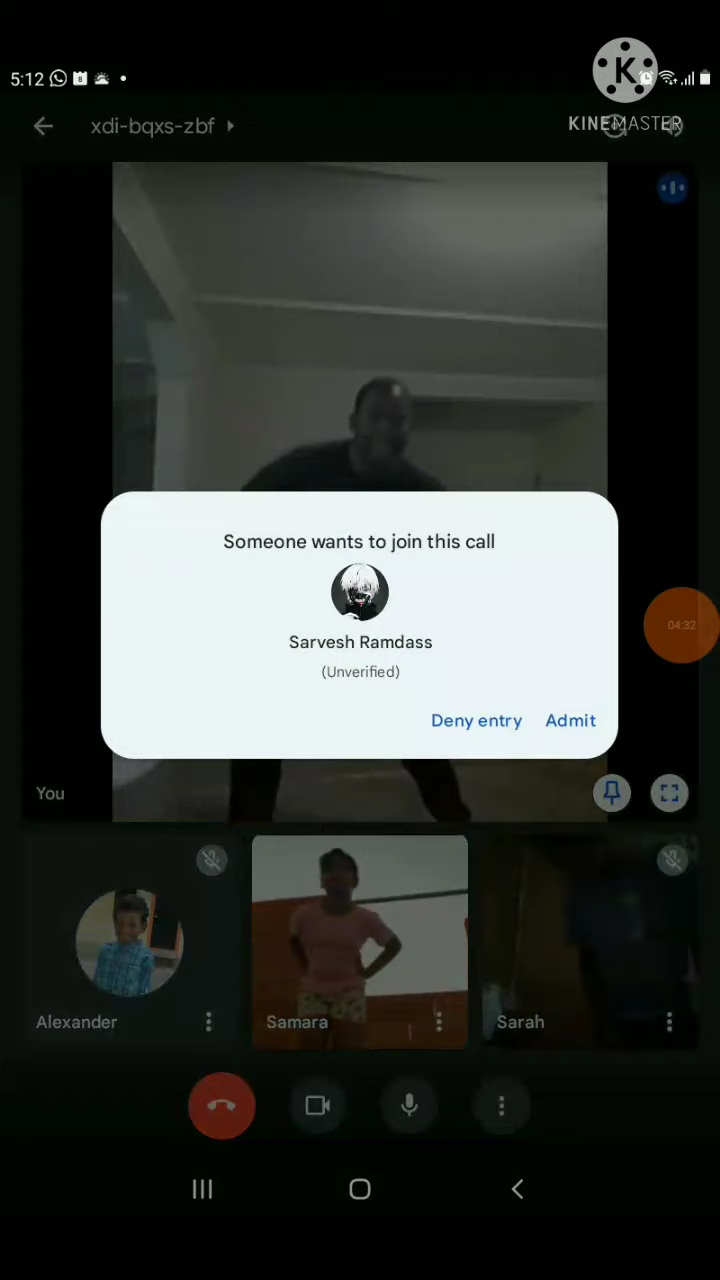 5:12
8
K
KINEMASTER
xdi-bqxs-zbf
Someone wants to join this call
Sarvesh Ramdass
(Unverified)
04:32
Deny entry Admit
You
Alexander Samara Sarah